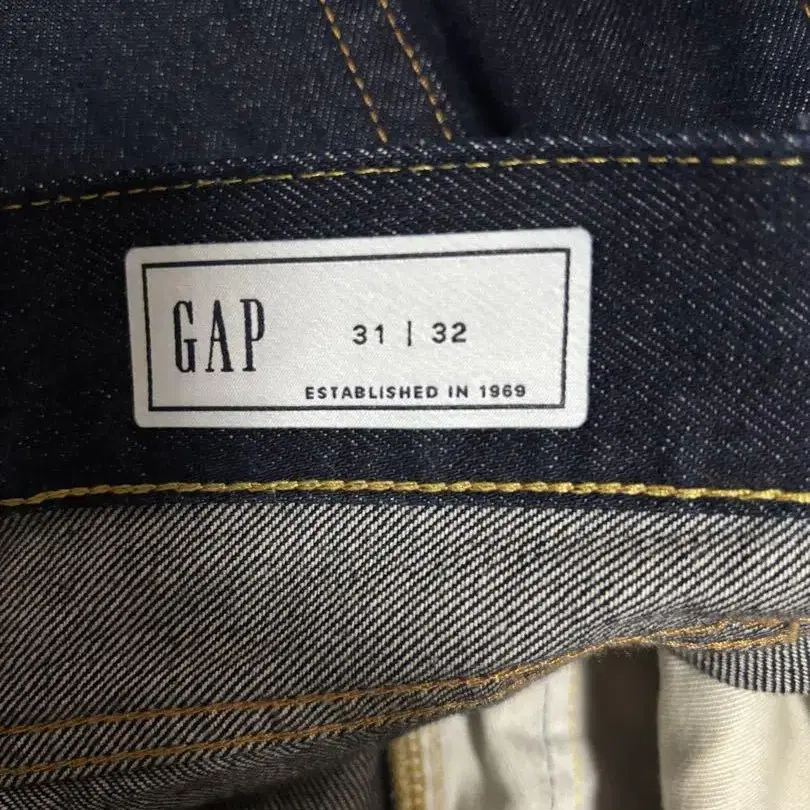 GAP 31 | 32
ESTABLISHED IN 1969